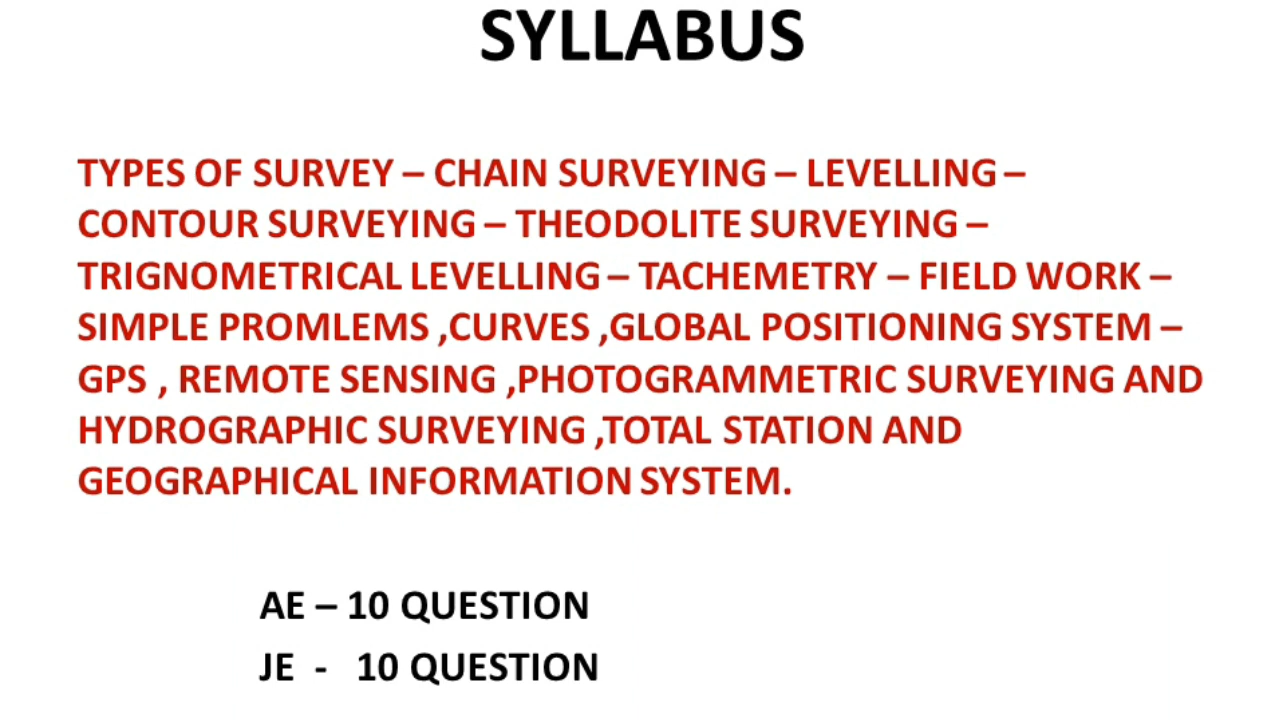 SYLLABUS
TYPES OF SURVEY – CHAIN SURVEYING – LEVELLING –
CONTOUR SURVEYING – THEODOLITE SURVEYING –
TRIGNOMETRICAL LEVELLING – TACHEMETRY – FIELD WORK –
SIMPLE PROMLEMS ,CURVES ,GLOBAL POSITIONING SYSTEM –
GPS , REMOTE SENSING ,PHOTOGRAMMETRIC SURVEYING AND
HYDROGRAPHIC SURVEYING ,TOTAL STATION AND
GEOGRAPHICAL INFORMATION SYSTEM.
AE – 10 QUESTION
JE - 10 QUESTION